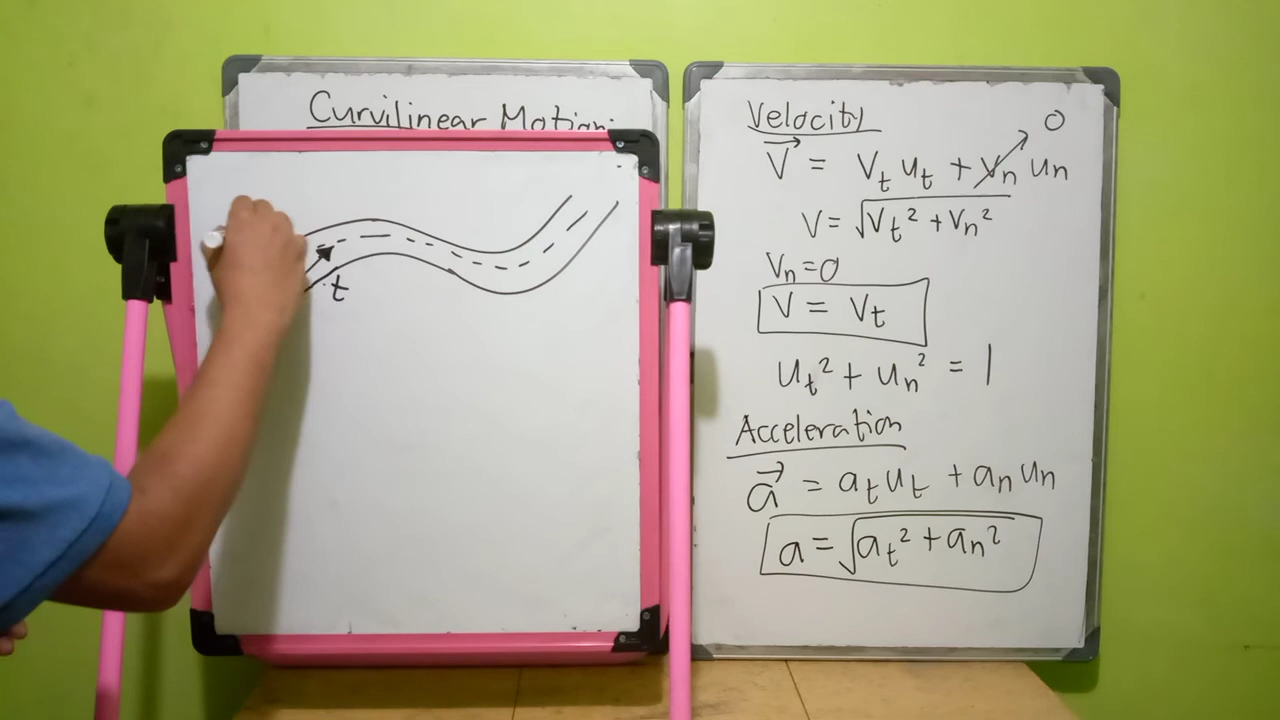 Curvilinear Motion:
t
Velocity
V⃗ = Vt ut + Vn un 0
V = √Vt² + Vn²
Vn = 0
V = Vt
ut² + un² = 1
Acceleration
a⃗ = at ut + an un
a = √at² + an²